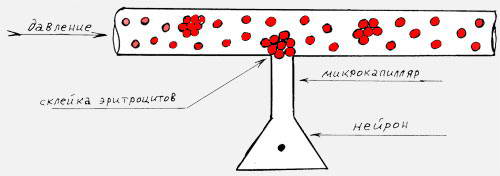 давление
склейка эритроцитов
микрокапилляр
нейрон